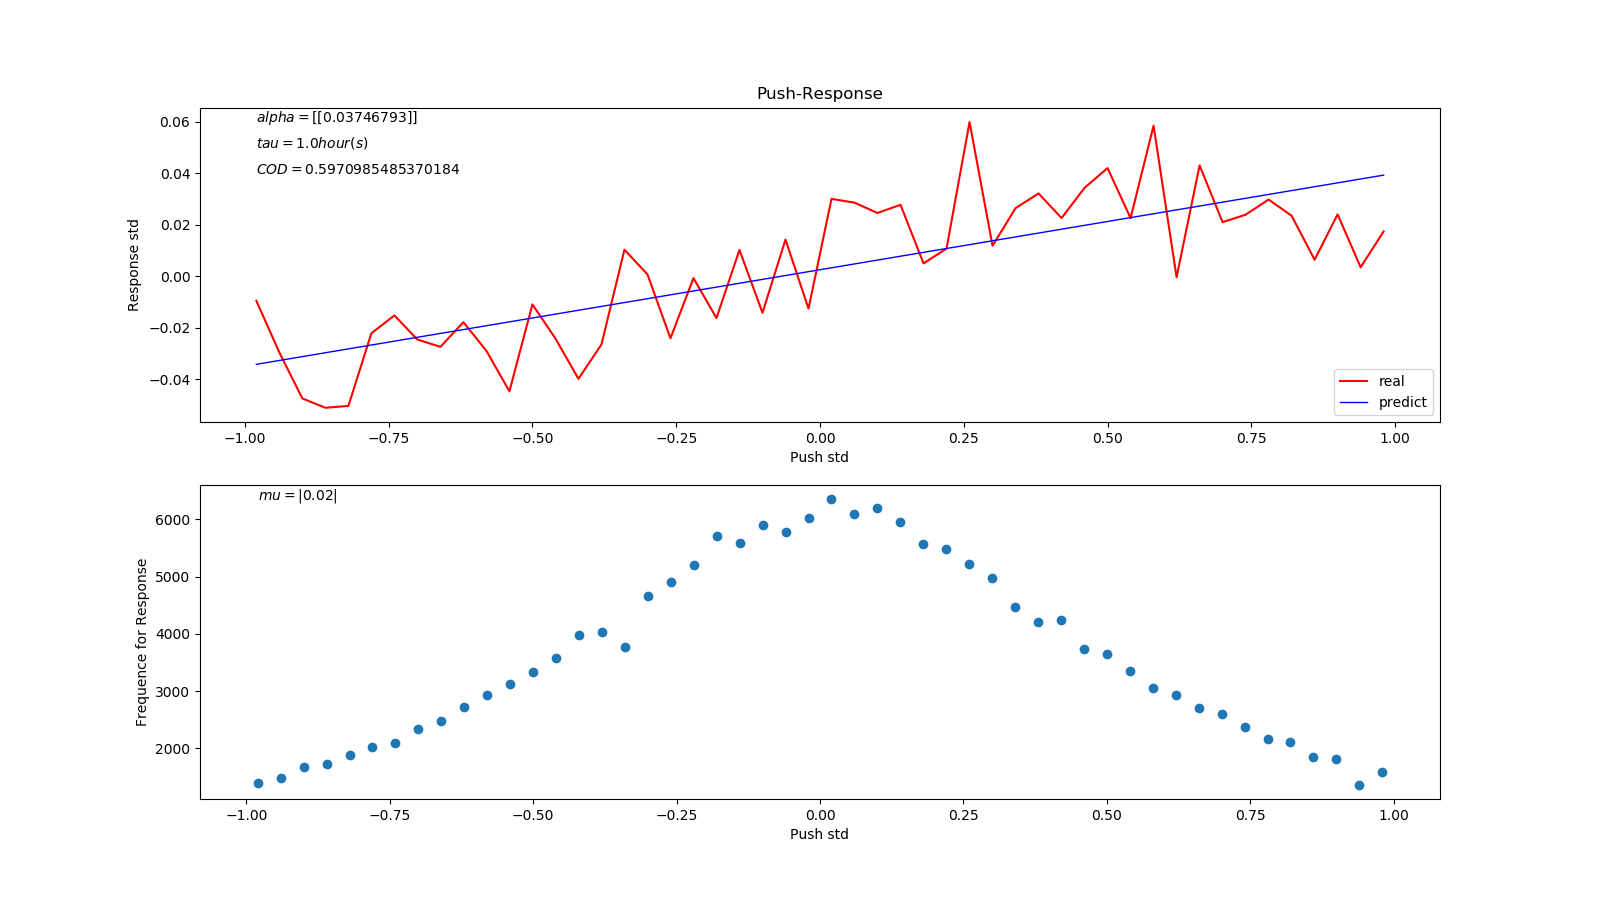 Push-Response
alpha = [[0.03746793]]
tau = 1.0hour(s)
COD = 0.5970985485370184
0.06
0.04
0.02
0.00
−0.02
−0.04
Response std
real
predict
−1.00 −0.75 −0.50 −0.25 0.00 0.25 0.50 0.75 1.00
Push std
mu = |0.02|
6000
5000
4000
3000
2000
Frequence for Response
−1.00 −0.75 −0.50 −0.25 0.00 0.25 0.50 0.75 1.00
Push std